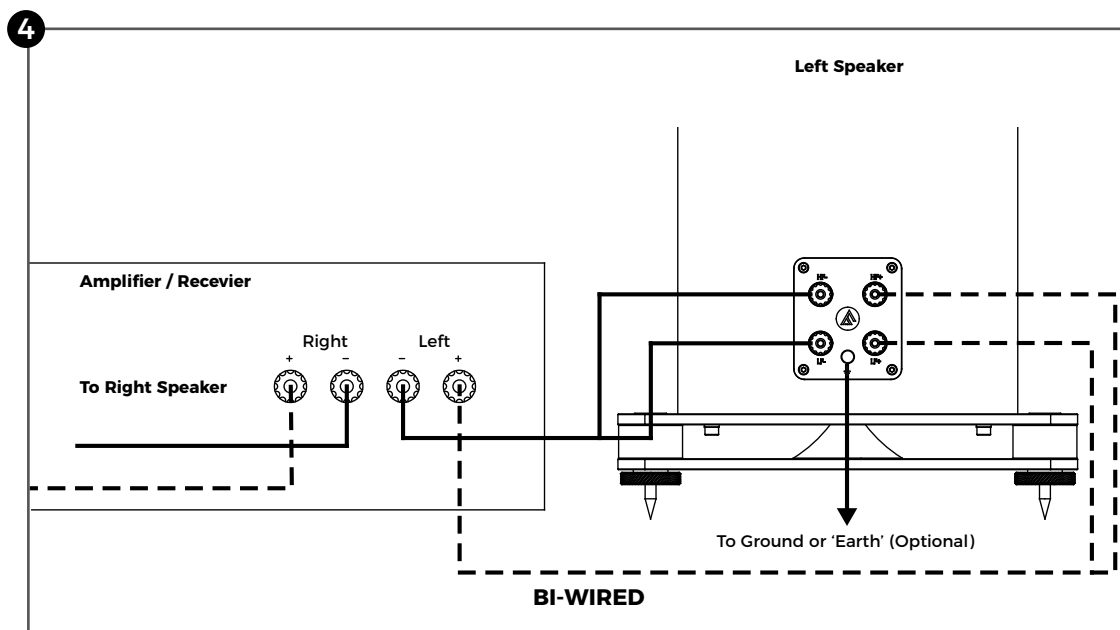 4
Left Speaker
Amplifier / Recevier
HF-
HF+
Right
Left
+
–
–
+
To Right Speaker
LF-
LF+
To Ground or ‘Earth’ (Optional)
BI-WIRED